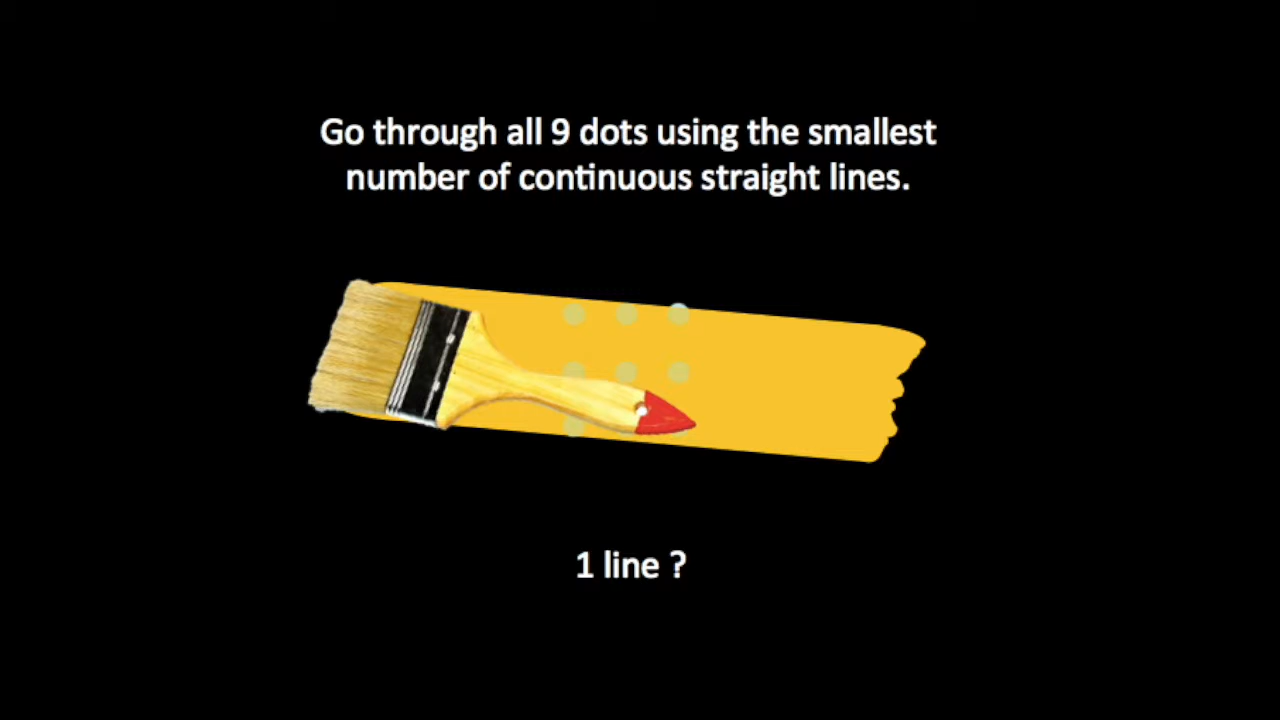 Go through all 9 dots using the smallest
number of continuous straight lines.
1 line ?